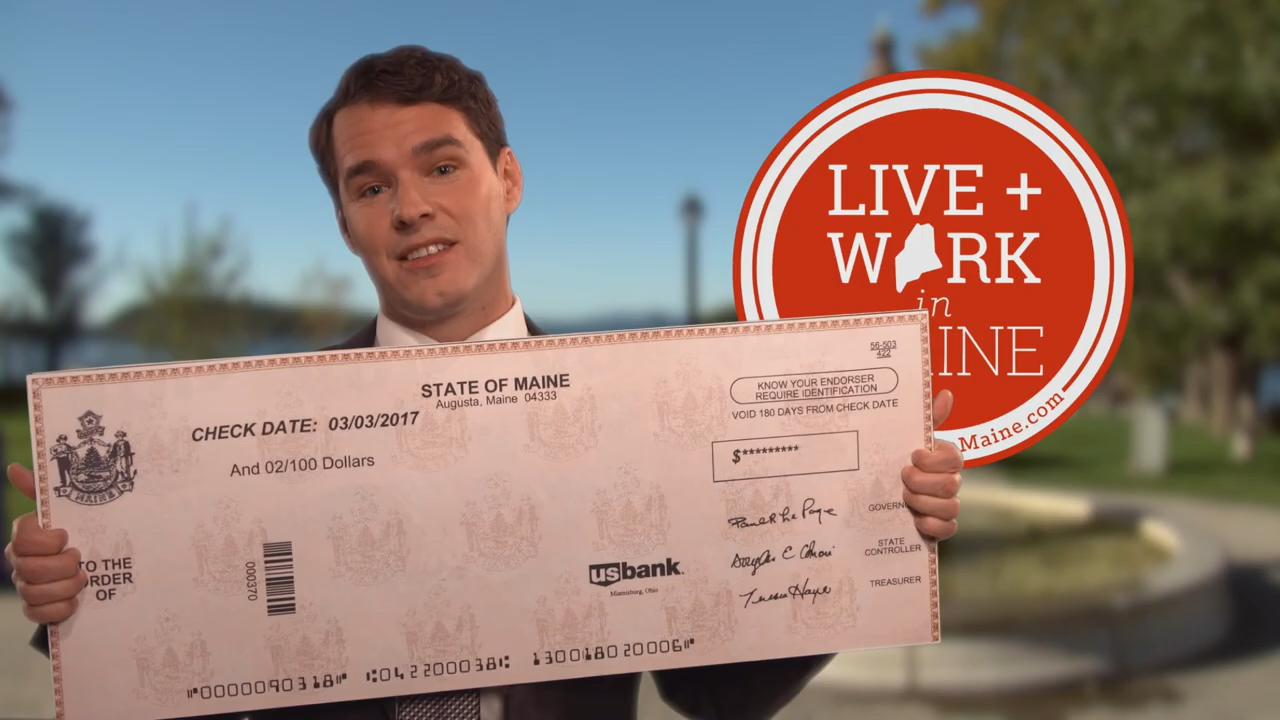 LIVE +
W RK
in
INE
Maine.com
56-503
422
STATE OF MAINE
Augusta, Maine 04333
KNOW YOUR ENDORSER
REQUIRE IDENTIFICATION
VOID 180 DAYS FROM CHECK DATE
CHECK DATE: 03/03/2017
$*********
And 02/100 Dollars
MAINE
GOVERN
STATE
CONTROLLER
TREASURER
TO THE
ORDER
OF
000370
usbank.
Miamisburg, Ohio
⑈0000090318⑈ ⑆042200038⑆ 130018020006⑈